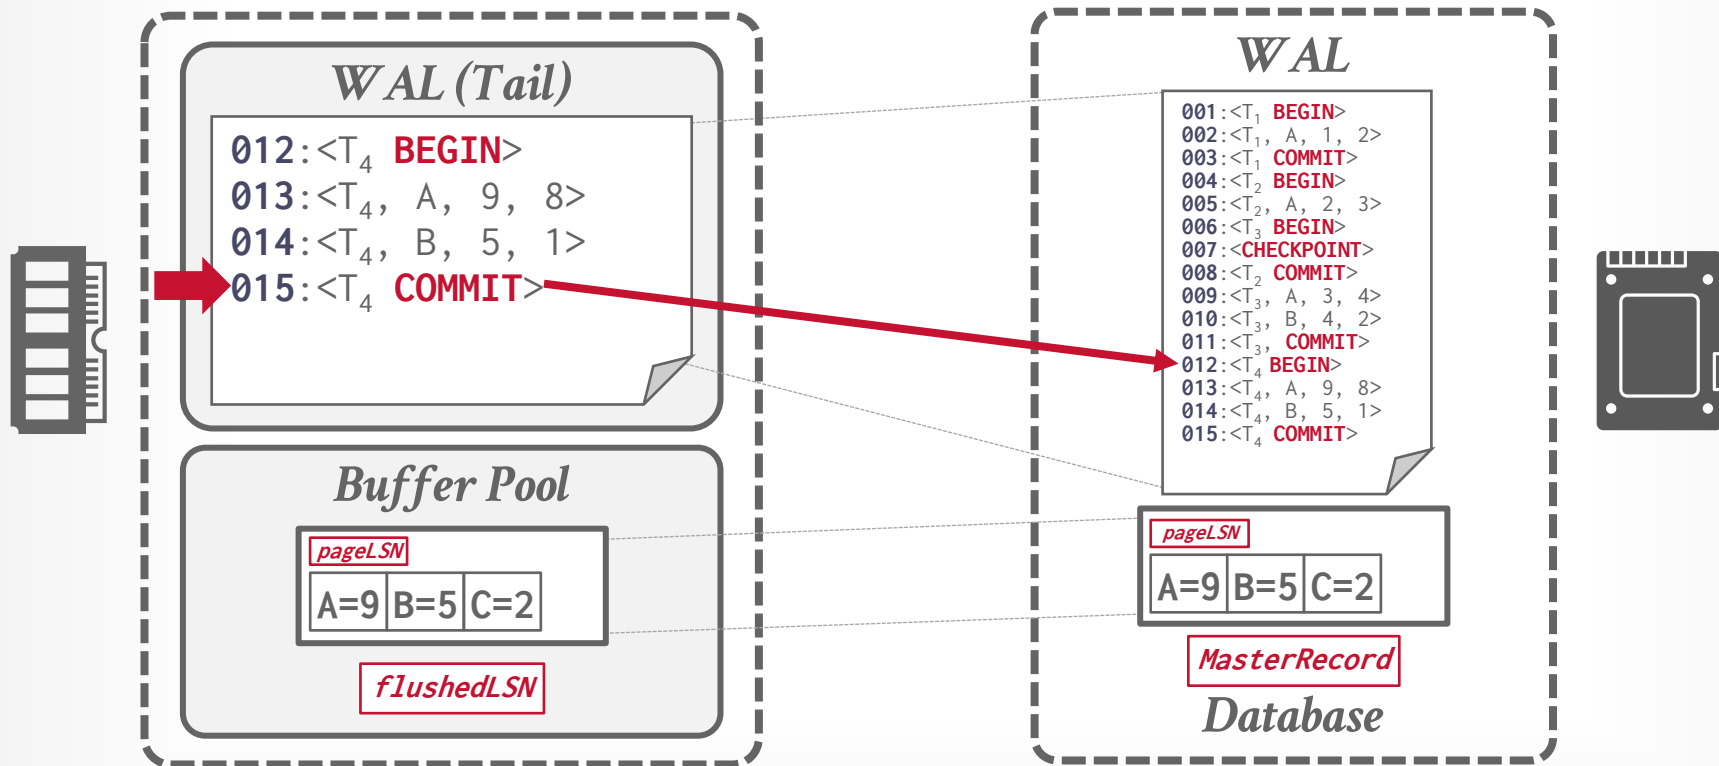 WAL (Tail)
012:<T4 BEGIN>
013:<T4, A, 9, 8>
014:<T4, B, 5, 1>
015:<T4 COMMIT>
Buffer Pool
pageLSN
A=9 B=5 C=2
flushedLSN
WAL
001:<T1 BEGIN>
002:<T1, A, 1, 2>
003:<T1 COMMIT>
004:<T2 BEGIN>
005:<T2, A, 2, 3>
006:<T3 BEGIN>
007:<CHECKPOINT>
008:<T2 COMMIT>
009:<T3, A, 3, 4>
010:<T3, B, 4, 2>
011:<T3, COMMIT>
012:<T4 BEGIN>
013:<T4, A, 9, 8>
014:<T4, B, 5, 1>
015:<T4 COMMIT>
pageLSN
A=9 B=5 C=2
MasterRecord
Database